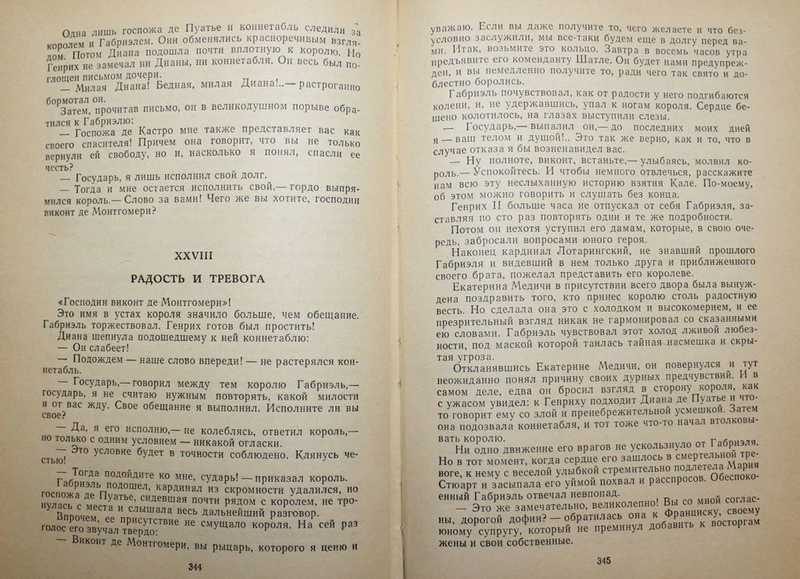 Одна лишь госпожа де Пуатье и коннетабль следили за
королем и Габриэлем. Они обменялись красноречивым взгля-
дом. Потом Диана подошла почти вплотную к королю. Но
Генрих не замечал ни Дианы, ни коннетабля. Он весь был по-
глощен письмом дочери.
— Милая Диана! Бедная, милая Диана!..— растроганно
бормотал он.
Затем, прочитав письмо, он в великодушном порыве обра-
тился к Габриэлю:
— Госпожа де Кастро мне также представляет вас как
своего спасителя! Причем она говорит, что вы не только
вернули ей свободу, но и, насколько я понял, спасли ее
честь?
— Государь, я лишь исполнил свой долг.
— Тогда и мне остается исполнить свой,— гордо выпря-
мился король.— Слово за вами! Чего же вы хотите, господин
виконт де Монтгомери?
XXVIII
РАДОСТЬ И ТРЕВОГА
«Господин виконт де Монтгомери»!
Это имя в устах короля значило больше, чем обещание.
Габриэль торжествовал. Генрих готов был простить!
Диана шепнула подошедшему к ней коннетаблю:
— Он слабеет!
— Подождем — наше слово впереди! — не растерялся кон-
нетабль.
— Государь,— говорил между тем королю Габриэль,—
государь, я не считаю нужным повторять, какой милости
я от вас жду. Свое обещание я выполнил. Исполните ли вы
свое?
— Да, я его исполню,— не колеблясь, ответил король,—
но только с одним условием — никакой огласки.
— Это условие будет в точности соблюдено. Клянусь че-
стью!
— Тогда подойдите ко мне, сударь! — приказал король.
Габриэль подошел, кардинал из скромности удалился, но
госпожа де Пуатье, сидевшая почти рядом с королем, не тро-
нулась с места и слышала весь дальнейший разговор.
Впрочем, ее присутствие не смущало короля. На сей раз
голос его звучал твердо:
— Виконт де Монтгомери, вы рыцарь, которого я ценю и
344
уважаю. Если вы даже получите то, чего желаете и что без-
условно заслужили, мы все-таки будем еще в долгу перед ва-
ми. Итак, возьмите это кольцо. Завтра в восемь часов утра
предъявите его коменданту Шатле. Он будет нами предупреж-
ден, и вы немедленно получите то, ради чего так свято и до-
блестно боролись.
Габриэль почувствовал, как от радости у него подгибаются
колени, и, не удержавшись, упал к ногам короля. Сердце бе-
шено колотилось, на глазах выступили слезы.
— Государь,— выпалил он,— до последних моих дней
я — ваш телом и душой!.. Это так же верно, как и то, что в
случае отказа я бы возненавидел вас.
— Ну полноте, виконт, встаньте,— улыбаясь, молвил ко-
роль.— Успокойтесь. И чтобы немного отвлечься, расскажите
нам всю эту неслыханную историю взятия Кале. По-моему,
об этом можно говорить и слушать без конца.
Генрих II больше часа не отпускал от себя Габриэля, за-
ставляя по сто раз повторять одни и те же подробности.
Потом он нехотя уступил его дамам, которые, в свою оче-
редь, забросали вопросами юного героя.
Наконец кардинал Лотарингский, не знавший прошлого
Габриэля и видевший в нем только друга и приближенного
своего брата, пожелал представить его королеве.
Екатерина Медичи в присутствии всего двора была вынуж-
дена поздравить того, кто принес королю столь радостную
весть. Но сделала она это с холодком и высокомерием, и ее
презрительный взгляд никак не гармонировал со сказанными
ею словами. Габриэль чувствовал этот холод лживой любез-
ности, под маской которой таилась тайная насмешка и скры-
тая угроза.
Откланявшись Екатерине Медичи, он повернулся и тут
неожиданно понял причину своих дурных предчувствий. И в
самом деле, едва он бросил взгляд в сторону короля, как
с ужасом увидел: к Генриху подходит Диана де Пуатье и что-
то говорит ему со злой и пренебрежительной усмешкой. Затем
она подозвала коннетабля, и тот тоже что-то начал втолковы-
вать королю.
Ни одно движение его врагов не ускользнуло от Габриэля.
Но в тот момент, когда сердце его зашлось в смертельной тре-
воге, к нему с веселой улыбкой стремительно подлетела Мария
Стюарт и засыпала его уймой похвал и расспросов. Обеспоко-
енный Габриэль отвечал невпопад.
— Это же замечательно, великолепно! Вы со мной соглас-
ны, дорогой дофин? — обратилась она к Франциску, своему
юному супругу, который не преминул добавить к восторгам
жены и свои собственные.
345